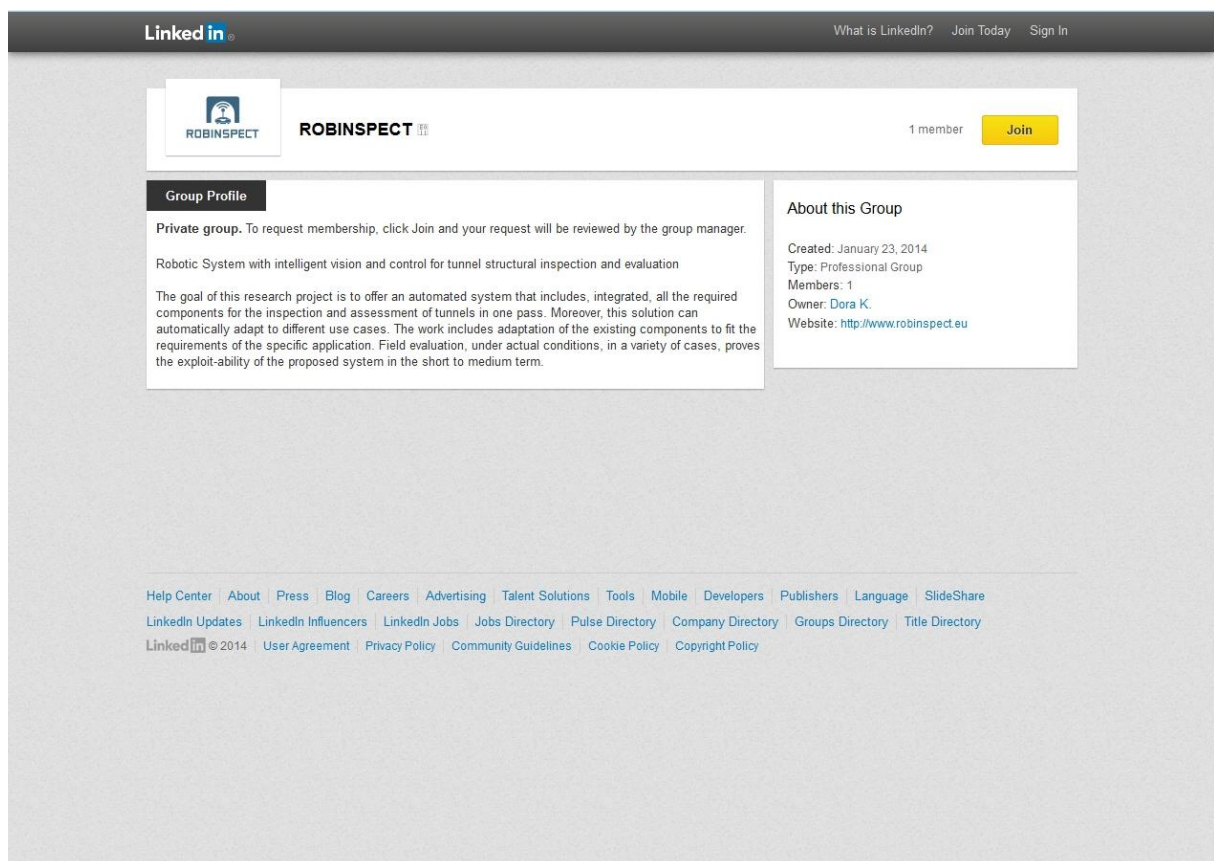 Linked in ®
What is LinkedIn? Join Today Sign In
ROBINSPECT
ROBINSPECT
1 member
Join
Group Profile
Private group. To request membership, click Join and your request will be reviewed by the group manager.
Robotic System with intelligent vision and control for tunnel structural inspection and evaluation
The goal of this research project is to offer an automated system that includes, integrated, all the required
components for the inspection and assessment of tunnels in one pass. Moreover, this solution can
automatically adapt to different use cases. The work includes adaptation of the existing components to fit the
requirements of the specific application. Field evaluation, under actual conditions, in a variety of cases, proves
the exploit-ability of the proposed system in the short to medium term.
About this Group
Created: January 23, 2014
Type: Professional Group
Members: 1
Owner: Dora K.
Website: http://www.robinspect.eu
Help Center About Press Blog Careers Advertising Talent Solutions Tools Mobile Developers Publishers Language SlideShare
LinkedIn Updates LinkedIn Influencers LinkedIn Jobs Jobs Directory Pulse Directory Company Directory Groups Directory Title Directory
Linked in © 2014 User Agreement Privacy Policy Community Guidelines Cookie Policy Copyright Policy